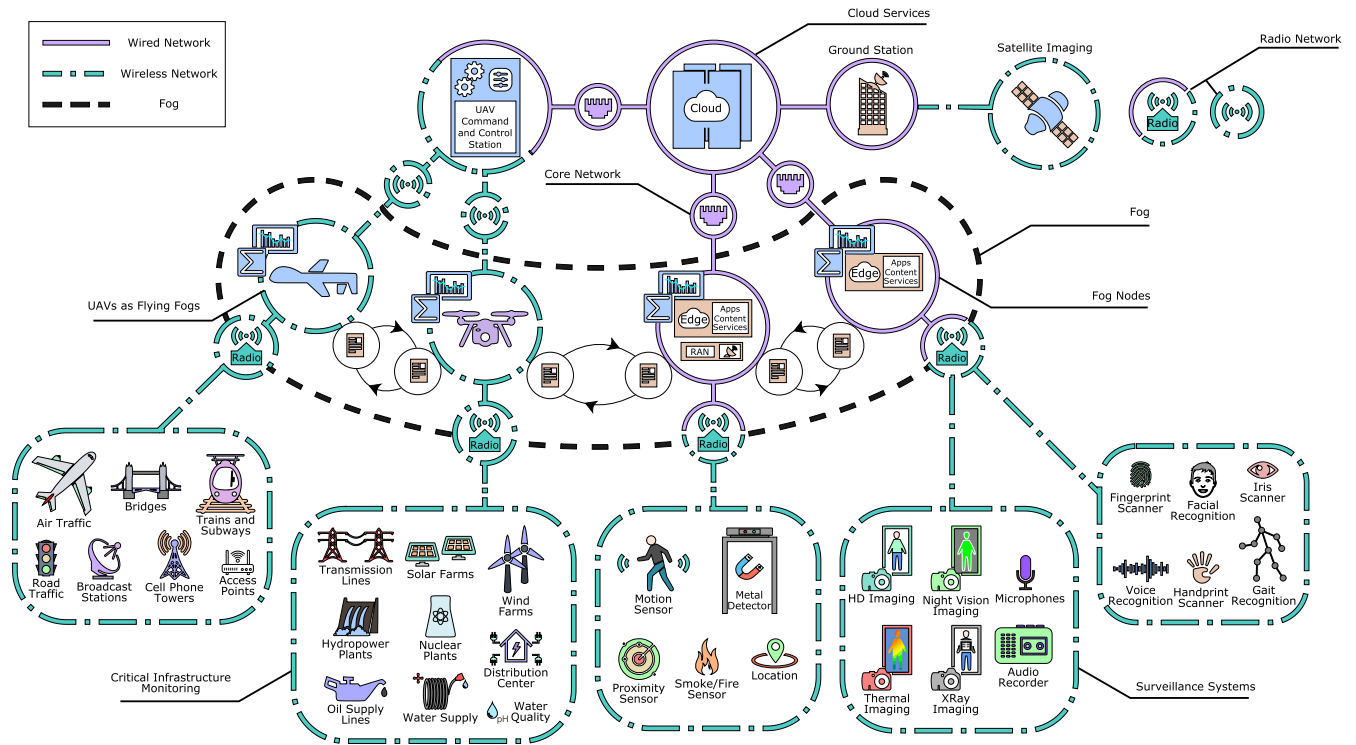 Wired Network
Wireless Network
Fog
Cloud Services
Radio Network
Ground Station
Satellite Imaging
UAV
Command
and Control
Station
Cloud
Radio
Core Network
Fog
Fog Nodes
UAVs as Flying Fogs
Σ
Σ
Σ
Σ
Edge
Apps
Content
Services
Edge
Apps
Content
Services
RAN
Radio
Radio
Radio
Radio
Air Traffic
Bridges
Trains and
Subways
Road
Traffic
Broadcast
Stations
Cell Phone
Towers
Access
Points
Transmission
Lines
Solar Farms
Wind
Farms
Hydropower
Plants
Nuclear
Plants
Distribution
Center
Oil Supply
Lines
Water Supply
pH
Water
Quality
Critical Infrastructure
Monitoring
Motion
Sensor
Metal
Detector
Proximity
Sensor
Smoke/Fire
Sensor
Location
HD Imaging
Night Vision
Imaging
Microphones
Thermal
Imaging
XRay
Imaging
Audio
Recorder
Fingerprint
Scanner
Facial
Recognition
Iris
Scanner
Voice
Recognition
Handprint
Scanner
Gait
Recognition
Surveillance Systems